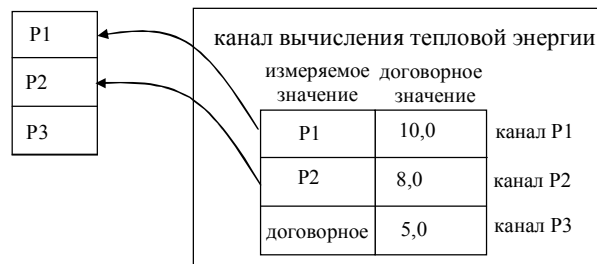 P1
P2
P3
канал вычисления тепловой энергии
измеряемое значение
договорное значение
P1 10,0 канал P1
P2 8,0 канал P2
договорное 5,0 канал P3